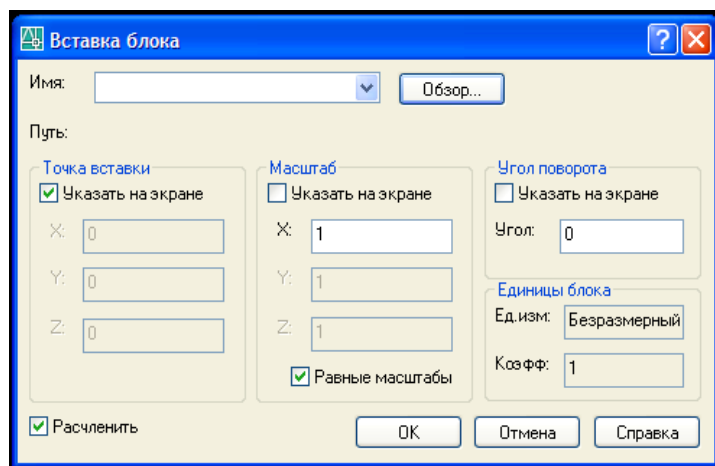 Вставка блока
Имя:
Обзор...
Путь:
Точка вставки
Указать на экране
X: 0
Y: 0
Z: 0
Масштаб
Указать на экране
X: 1
Y: 1
Z: 1
Равные масштабы
Угол поворота
Указать на экране
Угол: 0
Единицы блока
Ед.изм: Безразмерный
Коэфф: 1
Расчленить
OK
Отмена
Справка